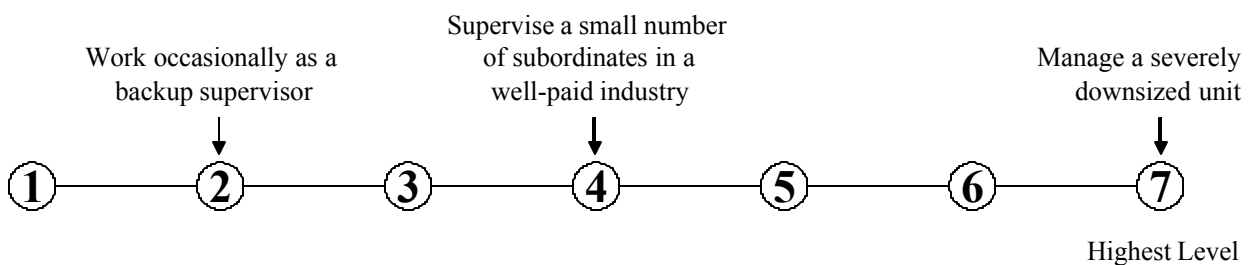 Work occasionally as a
backup supervisor
Supervise a small number
of subordinates in a
well-paid industry
Manage a severely
downsized unit
1 2 3 4 5 6 7
Highest Level